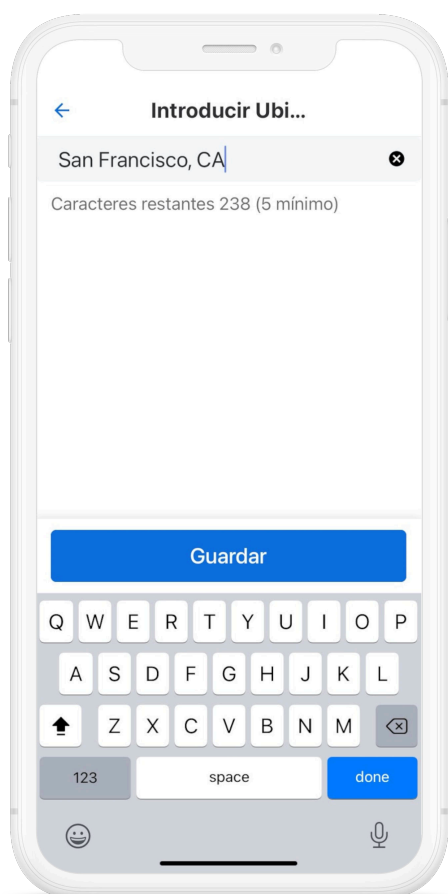 Introducir Ubi...
San Francisco, CA
Caracteres restantes 238 (5 mínimo)
Guardar
Q W E R T Y U I O P
A S D F G H J K L
Z X C V B N M
123 space done